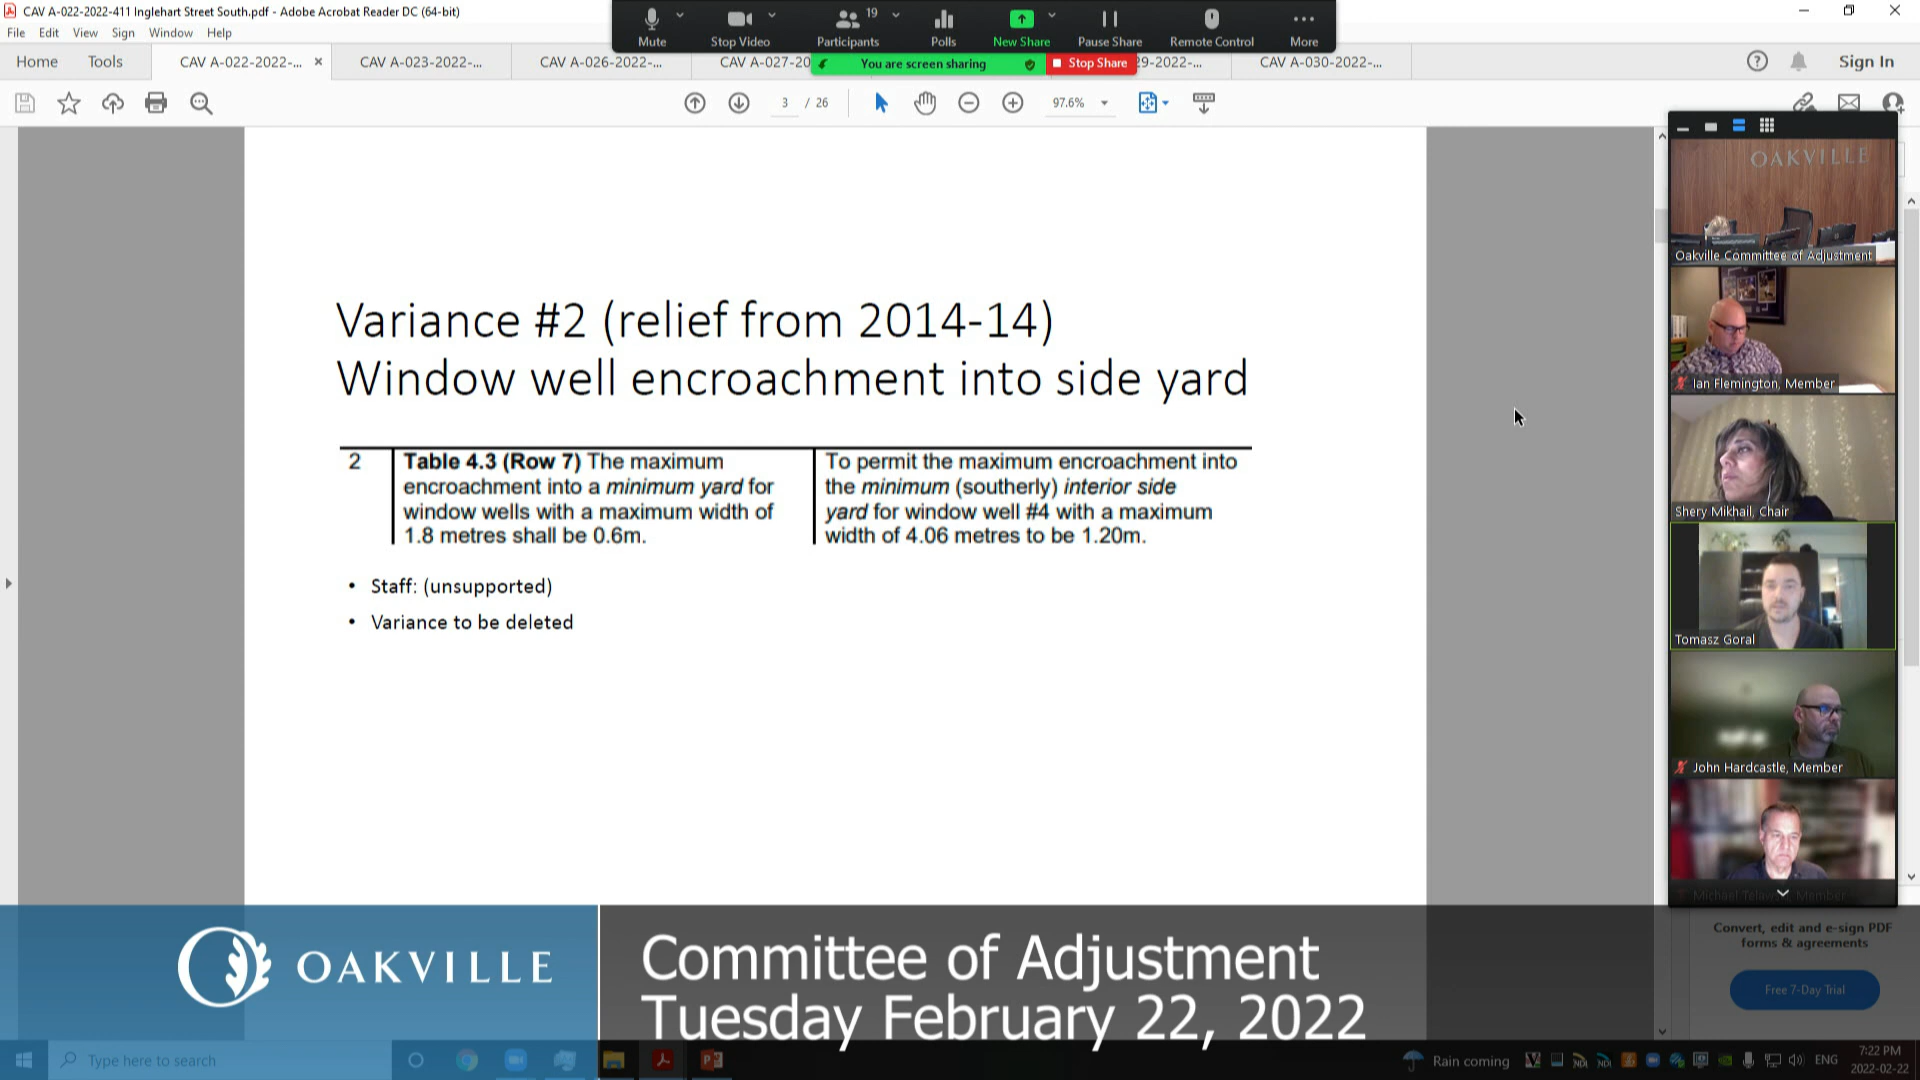 CAV A-022-2022-411 Inglehart Street South.pdf - Adobe Acrobat Reader DC (64-bit)
File Edit View Sign Window Help
Mute
Stop Video
19
Participants
Polls
New Share
Pause Share
Remote Control
More
You are screen sharing
Stop Share
Home
Tools
CAV A-022-2022-...
CAV A-023-2022-...
CAV A-026-2022-...
CAV A-027-20
29-2022-...
CAV A-030-2022-...
Sign In
3 / 26
97.6%
Variance #2 (relief from 2014-14)
Window well encroachment into side yard
2
Table 4.3 (Row 7) The maximum
encroachment into a minimum yard for
window wells with a maximum width of
1.8 metres shall be 0.6m.
To permit the maximum encroachment into
the minimum (southerly) interior side
yard for window well #4 with a maximum
width of 4.06 metres to be 1.20m.
• Staff: (unsupported)
• Variance to be deleted
OAKVILLE
Oakville Committee of Adjustment
Ian Flemington, Member
Shery Mikhail, Chair
Tomasz Goral
John Hardcastle, Member
Convert, edit and e-sign PDF
forms & agreements
Free 7-Day Trial
OAKVILLE
Committee of Adjustment
Tuesday February 22, 2022
Type here to search
Rain coming
ENG
7:22 PM
2022-02-22